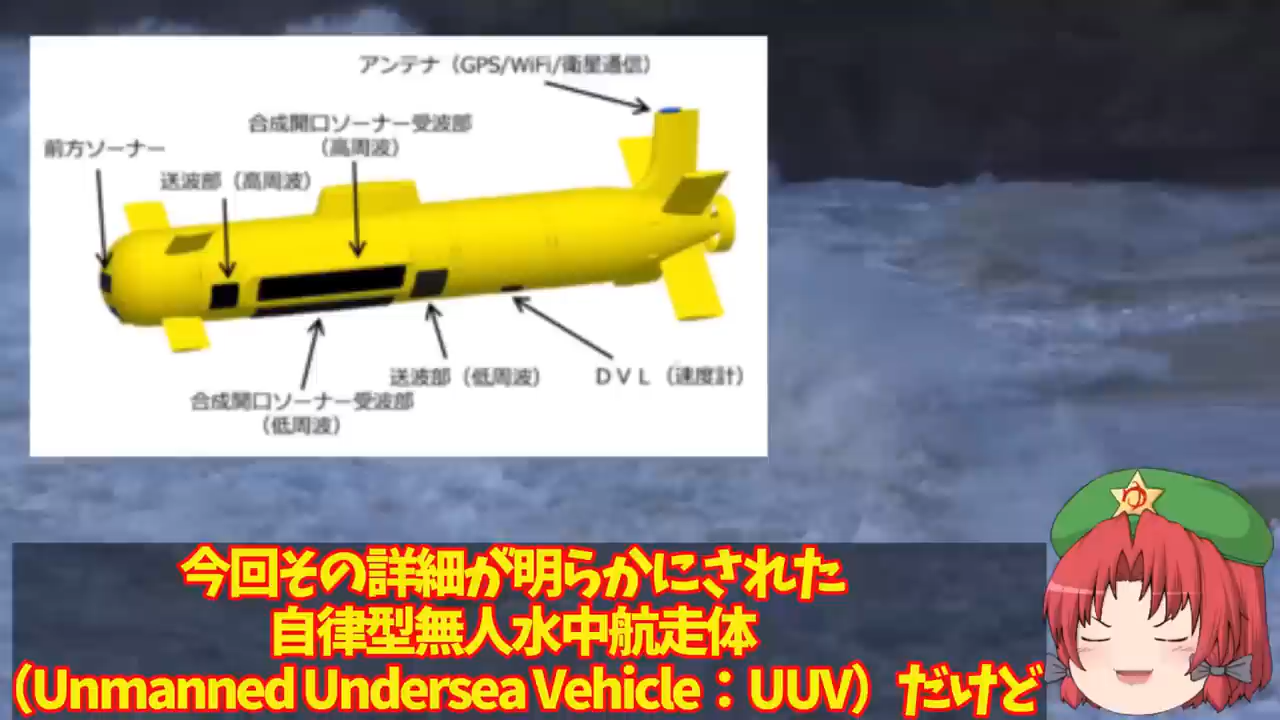 アンテナ（GPS/WiFi/衛星通信）
合成開口ソーナー受波部
（高周波）
前方ソーナー
送波部（高周波）
送波部（低周波）
DVL（速度計）
合成開口ソーナー受波部
（低周波）
ゆ
今回その詳細が明らかにされた
自律型無人水中航走体
（Unmanned Undersea Vehicle：UUV）だけど